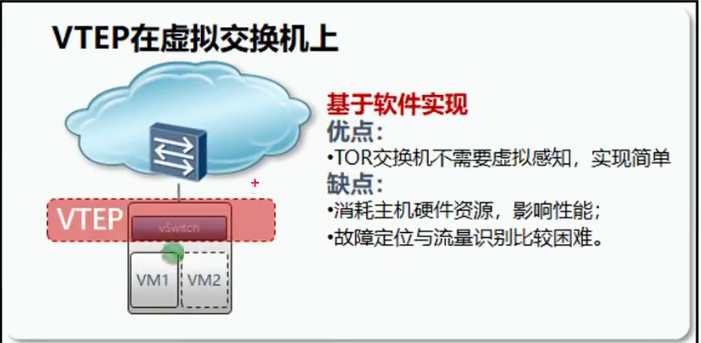 VTEP在虚拟交换机上
基于软件实现
优点：
•TOR交换机不需要虚拟感知，实现简单
缺点：
•消耗主机硬件资源，影响性能；
•故障定位与流量识别比较困难。
VTEP
vSwitch
VM1
VM2